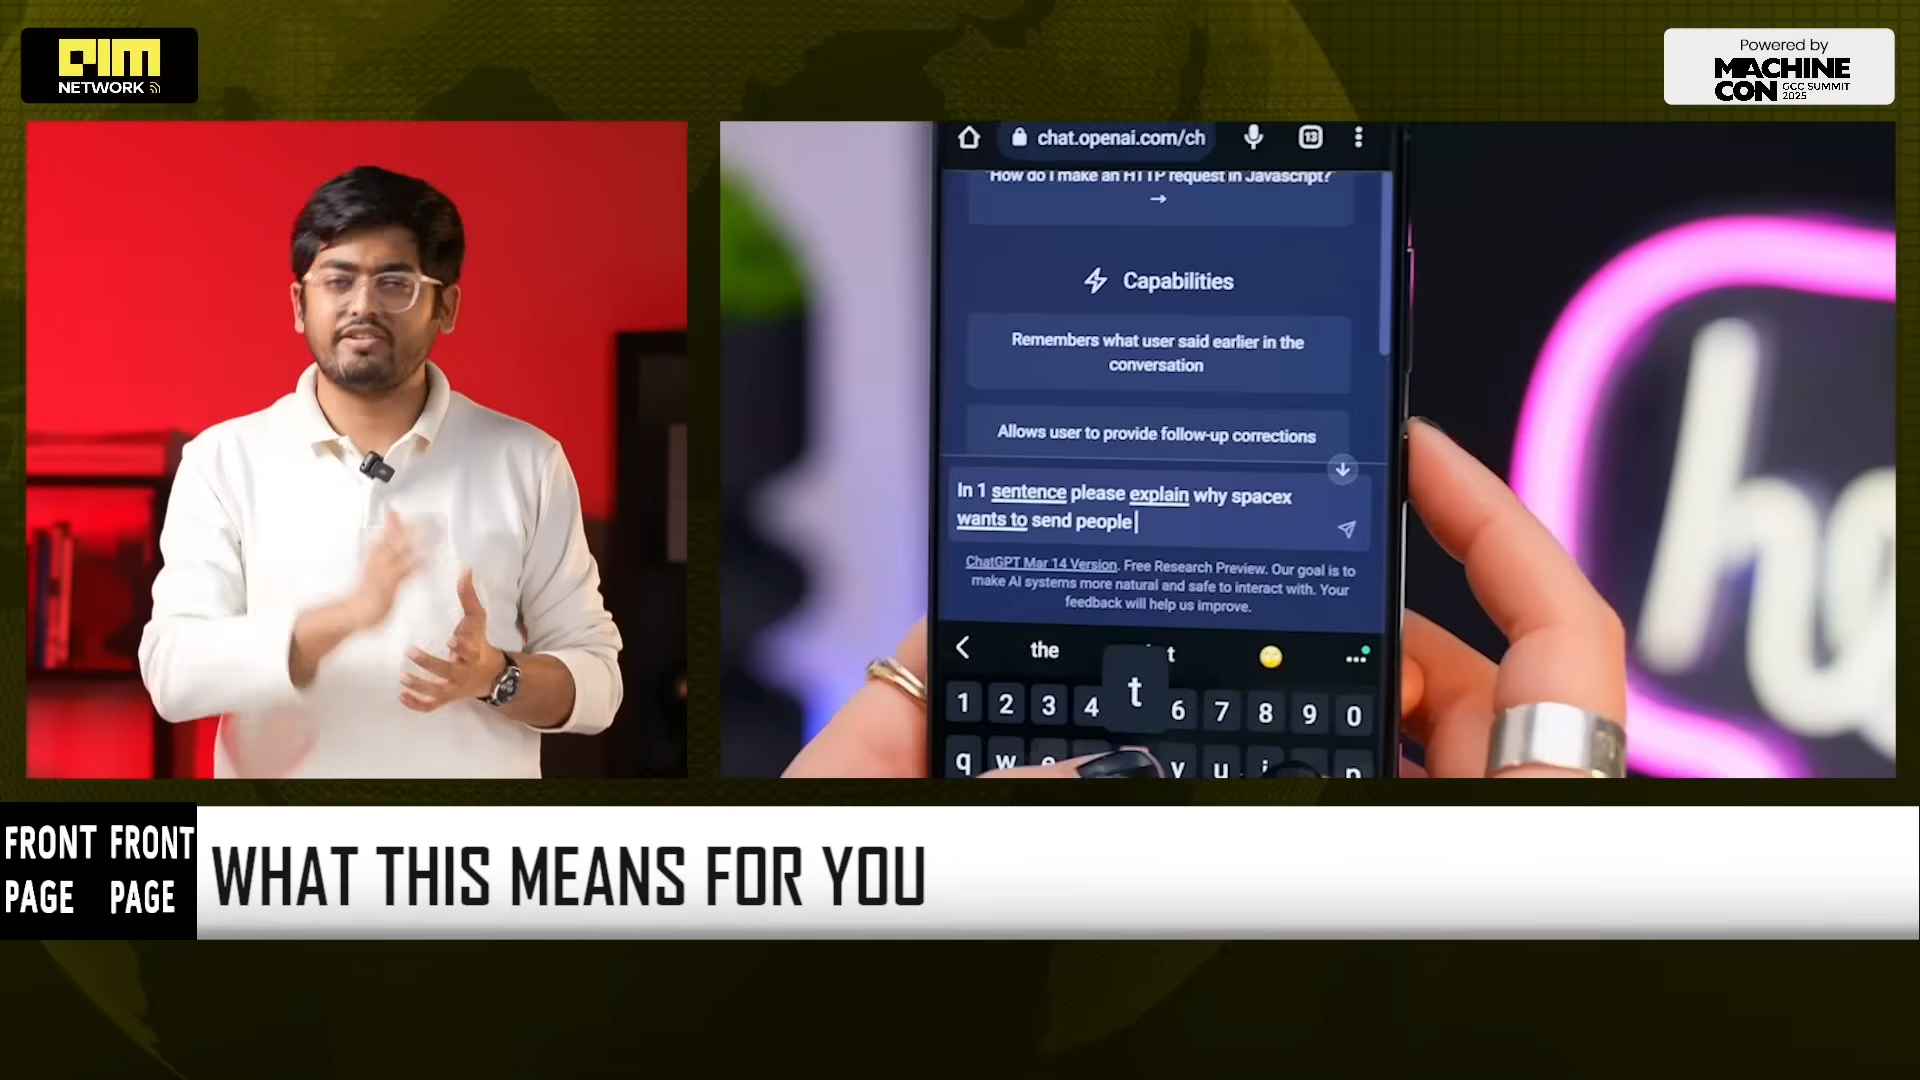 AIM
NETWORK
Powered by
MACHINE
CON GCC SUMMIT
2025
chat.openai.com/ch
13
"How do I make an HTTP request in Javascript?"
→
Capabilities
Remembers what user said earlier in the
conversation
Allows user to provide follow-up corrections
In 1 sentence please explain why spacex
wants to send people
ChatGPT Mar 14 Version. Free Research Preview. Our goal is to
make AI systems more natural and safe to interact with. Your
feedback will help us improve.
the
t
1 2 3 4 6 7 8 9 0
q w e y u i p
FRONT FRONT
PAGE PAGE
WHAT THIS MEANS FOR YOU